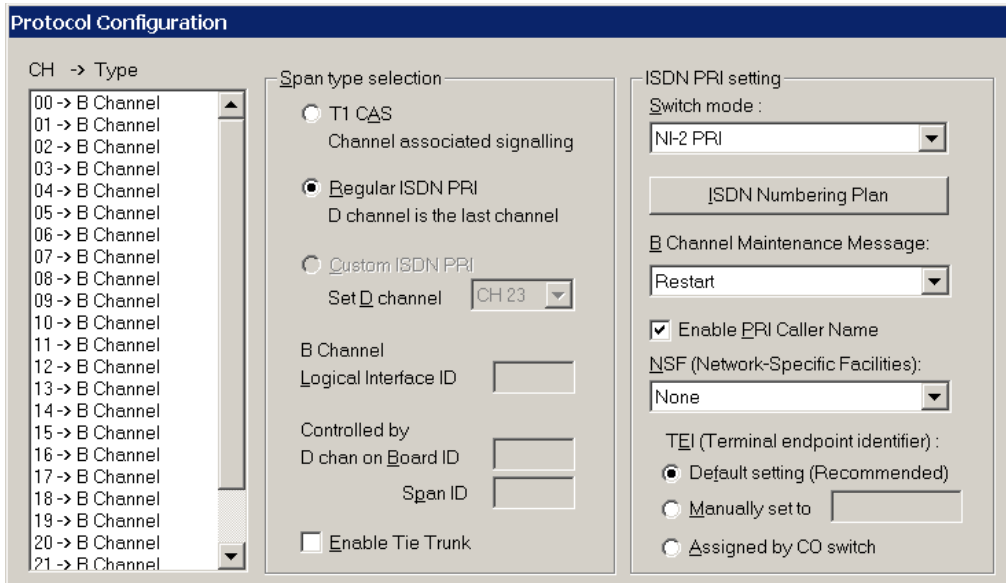 Protocol Configuration
CH -> Type
00 -> B Channel
01 -> B Channel
02 -> B Channel
03 -> B Channel
04 -> B Channel
05 -> B Channel
06 -> B Channel
07 -> B Channel
08 -> B Channel
09 -> B Channel
10 -> B Channel
11 -> B Channel
12 -> B Channel
13 -> B Channel
14 -> B Channel
15 -> B Channel
16 -> B Channel
17 -> B Channel
18 -> B Channel
19 -> B Channel
20 -> B Channel
21 -> B Channel
Span type selection
T1 CAS
Channel associated signalling
Regular ISDN PRI
D channel is the last channel
Custom ISDN PRI
Set D channel CH 23
B Channel
Logical Interface ID
Controlled by
D chan on Board ID
Span ID
Enable Tie Trunk
ISDN PRI setting
Switch mode :
NI-2 PRI
ISDN Numbering Plan
B Channel Maintenance Message:
Restart
Enable PRI Caller Name
NSF (Network-Specific Facilities):
None
TEI (Terminal endpoint identifier) :
Default setting (Recommended)
Manually set to
Assigned by CO switch